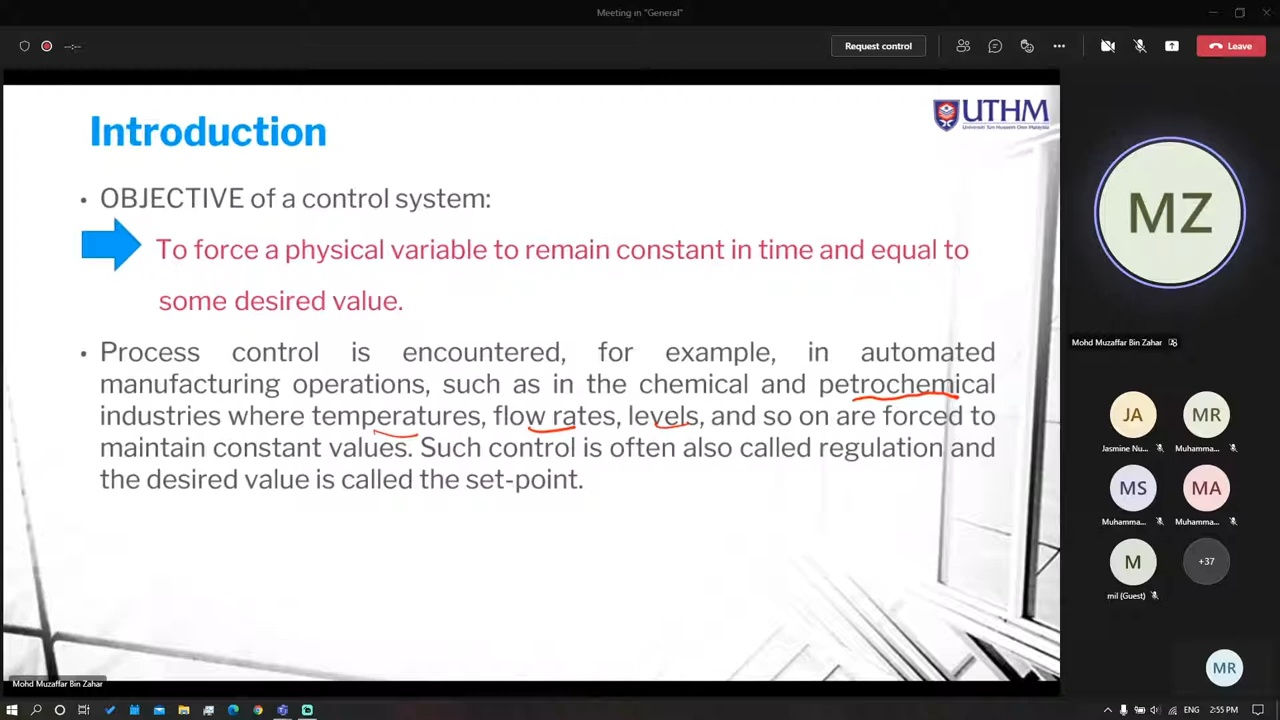 Meeting in "General"
Request control
Leave
UTHM
Universiti Tun Hussein Onn Malaysia
Introduction
• OBJECTIVE of a control system:
To force a physical variable to remain constant in time and equal to
some desired value.
• Process control is encountered, for example, in automated
manufacturing operations, such as in the chemical and petrochemical
industries where temperatures, flow rates, levels, and so on are forced to
maintain constant values. Such control is often also called regulation and
the desired value is called the set-point.
Mohd Muzaffar Bin Zahar
MZ
Mohd Muzaffar Bin Zahar
JA MR
Jasmine Nu... Muhamma...
MS MA
Muhamma... Muhamma...
M +37
mil (Guest)
MR
ENG 2:55 PM